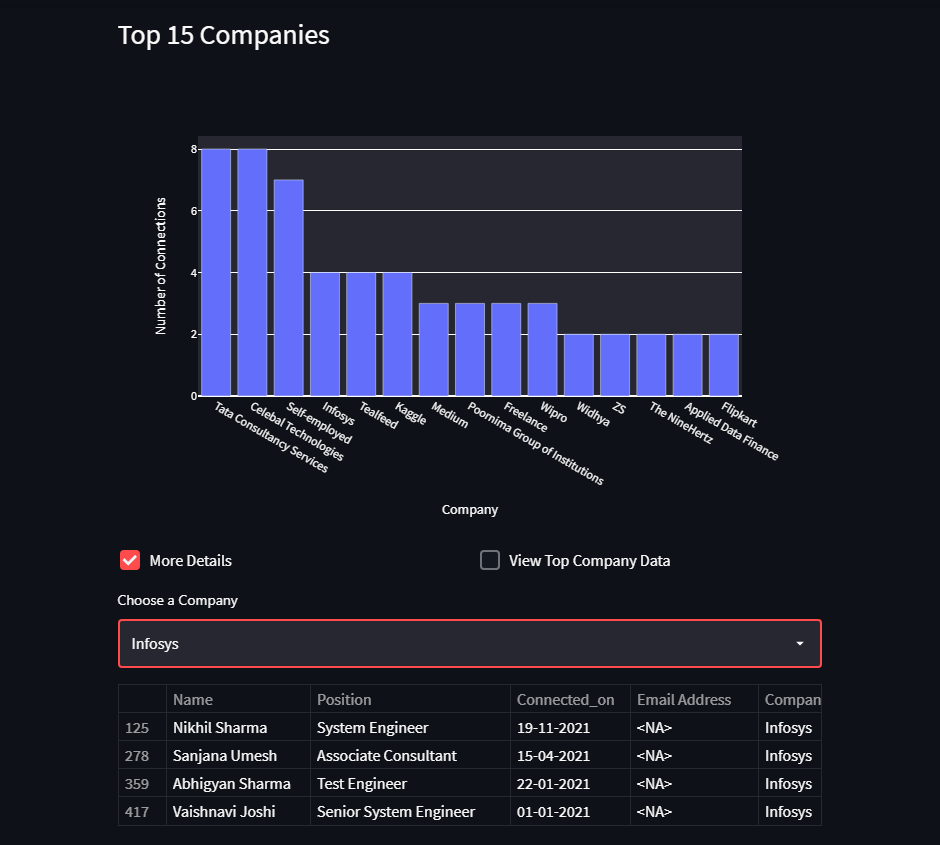 Top 15 Companies
8
6
4
2
0
Number of Connections
Tata Consultancy Services
Celebal Technologies
Self-employed
Infosys
Tealfeed
Kaggle
Medium
Poornima Group of Institutions
Freelance
Wipro
Widhya
ZS
The NineHertz
Applied Data Finance
Flipkart
Company
More Details View Top Company Data
Choose a Company
Infosys
Name Position Connected_on Email Address Compan
125 Nikhil Sharma System Engineer 19-11-2021 <NA> Infosys
278 Sanjana Umesh Associate Consultant 15-04-2021 <NA> Infosys
359 Abhigyan Sharma Test Engineer 22-01-2021 <NA> Infosys
417 Vaishnavi Joshi Senior System Engineer 01-01-2021 <NA> Infosys